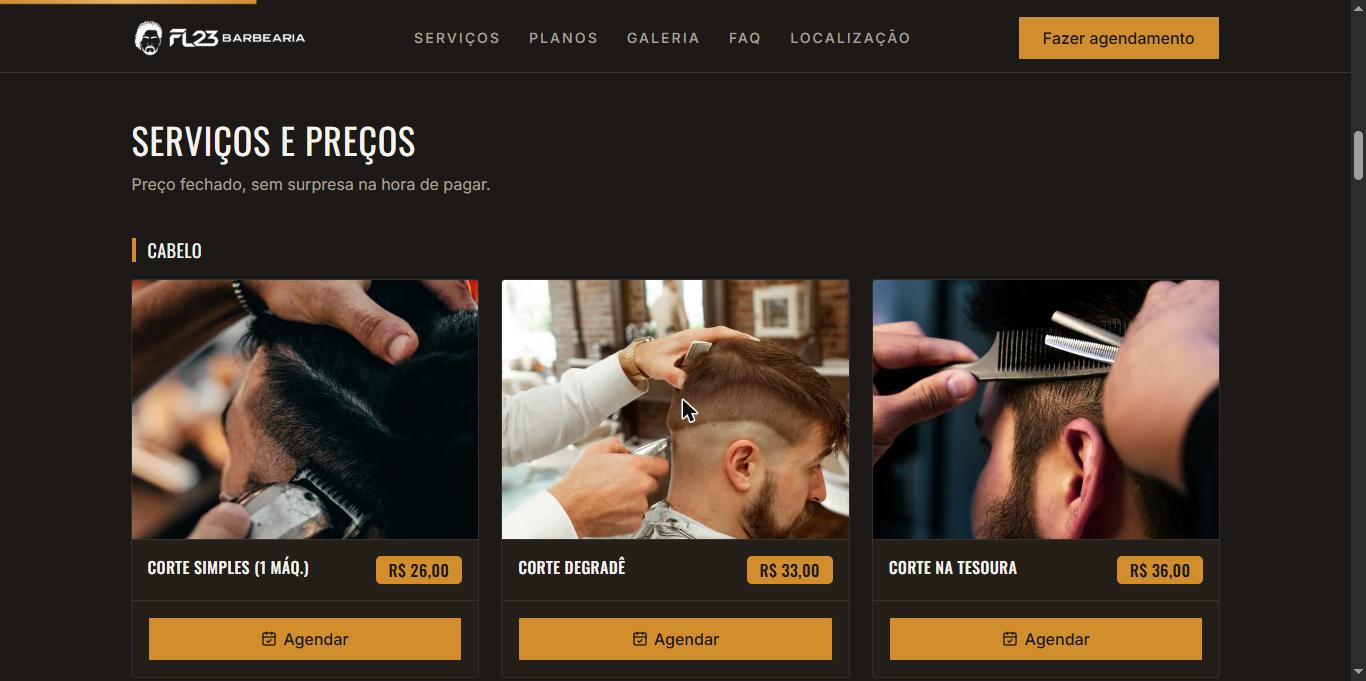 FL23 BARBEARIA
SERVIÇOS PLANOS GALERIA FAQ LOCALIZAÇÃO
Fazer agendamento
SERVIÇOS E PREÇOS
Preço fechado, sem surpresa na hora de pagar.
CABELO
CORTE SIMPLES (1 MÁQ.) R$ 26,00
Agendar
CORTE DEGRADÊ R$ 33,00
Agendar
CORTE NA TESOURA R$ 36,00
Agendar